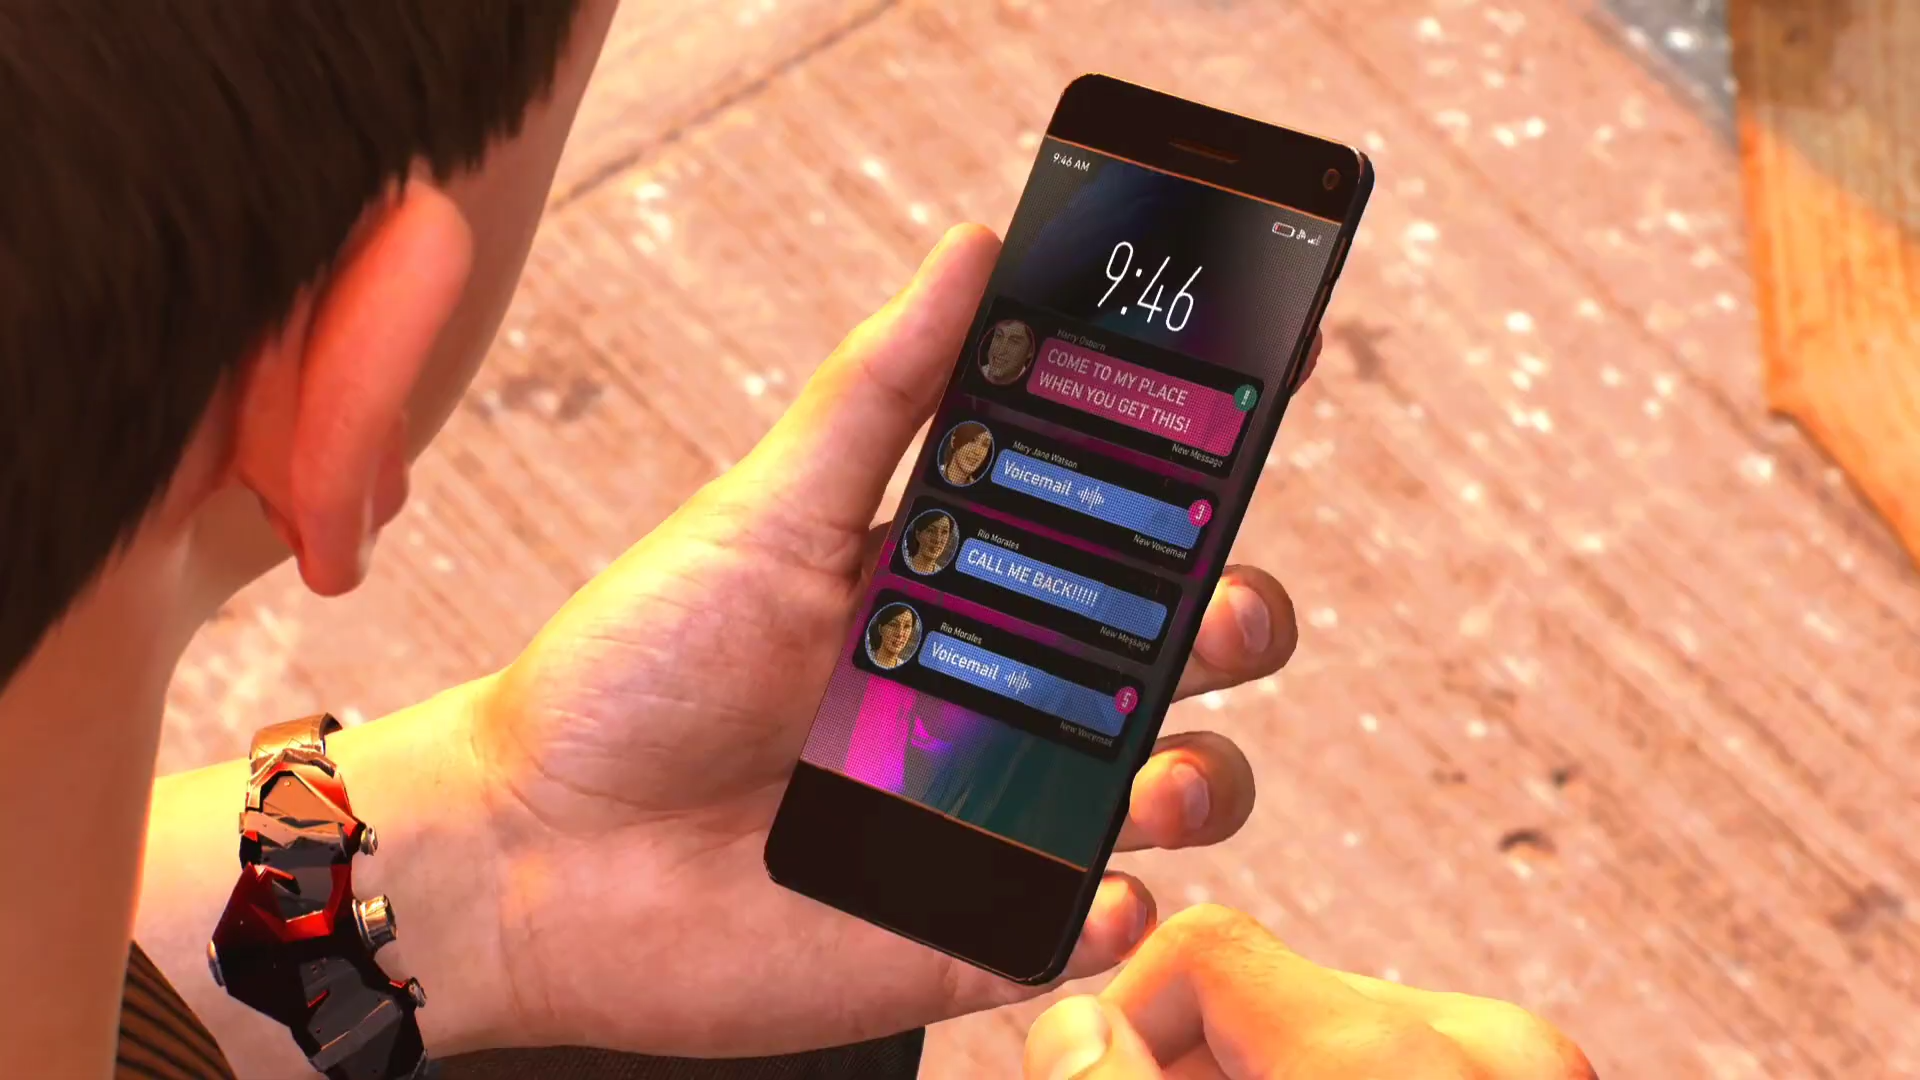 9:46 AM
9:46
Harry Osborn
COME TO MY PLACE
WHEN YOU GET THIS!
!
New Message
Mary Jane Watson
Voicemail
3
New Voicemail
Rio Morales
CALL ME BACK!!!!!
New Message
Rio Morales
Voicemail
5
New Voicemail